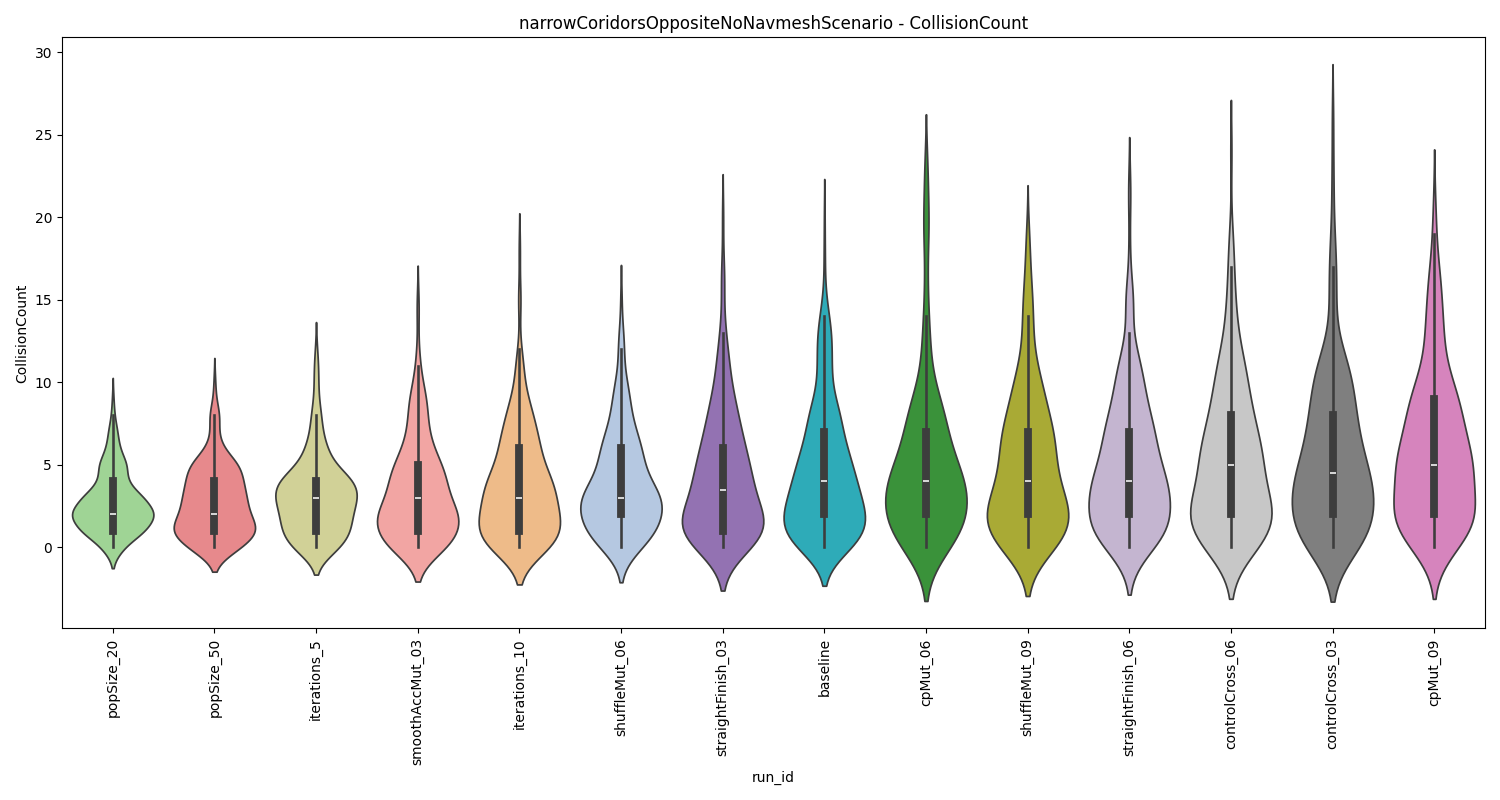 narrowCoridorsOppositeNoNavmeshScenario - CollisionCount
30
25
20
15
10
5
0
CollisionCount
popSize_20
popSize_50
iterations_5
smoothAccMut_03
iterations_10
shuffleMut_06
straightFinish_03
baseline
cpMut_06
shuffleMut_09
straightFinish_06
controlCross_06
controlCross_03
cpMut_09
run_id